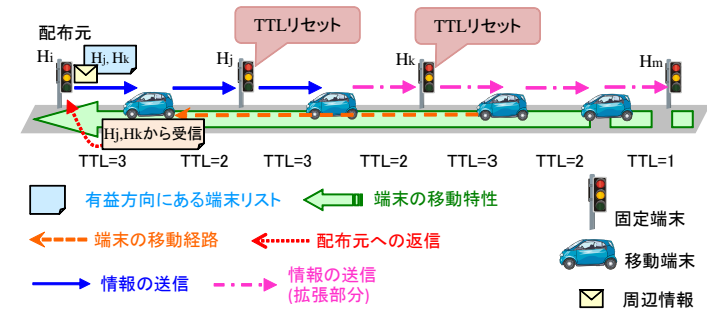 配布元
Hi
Hj, Hk
TTLリセット
Hj
TTLリセット
Hk
Hm
Hj,Hkから受信
TTL=3
TTL=2
TTL=3
TTL=2
TTL=3
TTL=2
TTL=1
有益方向にある端末リスト
端末の移動特性
固定端末
端末の移動経路
配布元への返信
移動端末
情報の送信
情報の送信
(拡張部分)
周辺情報